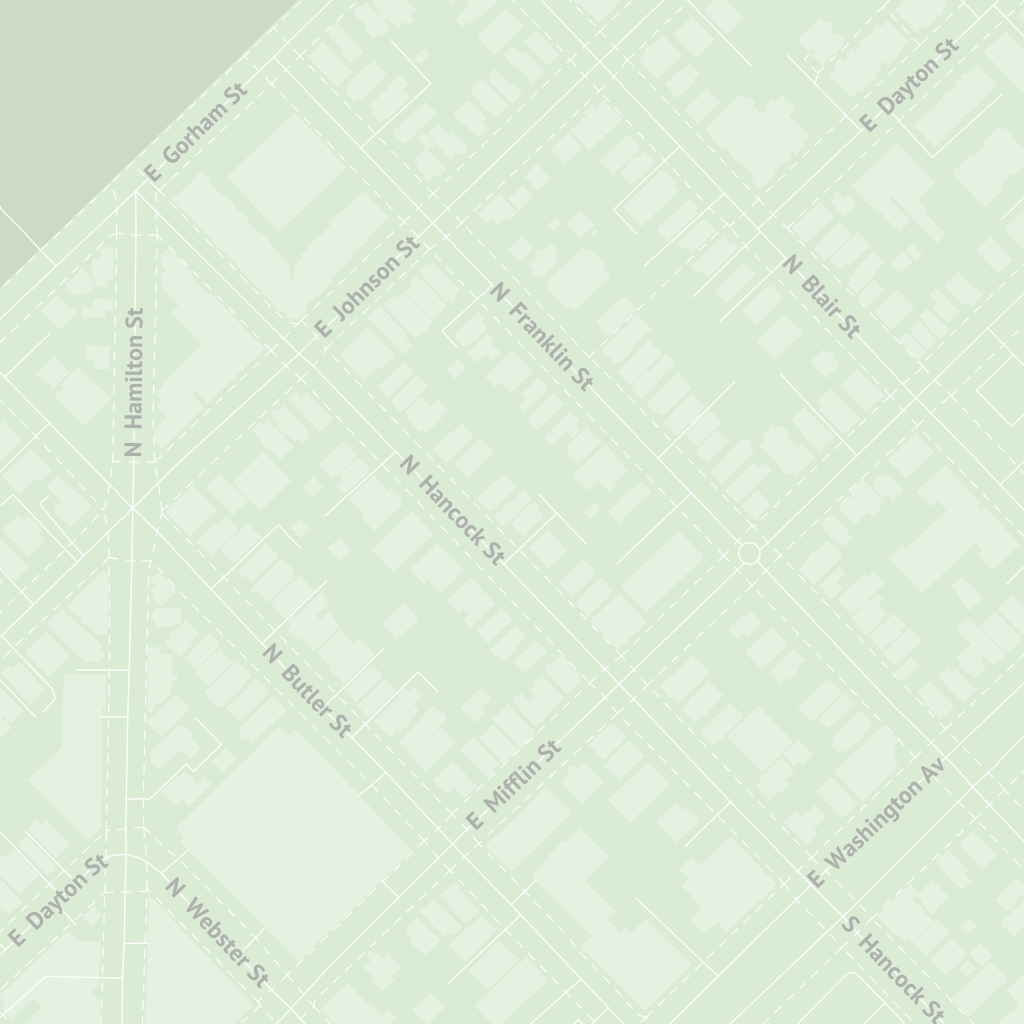 E Dayton St
E Gorham St
E Johnson St
N Blair St
N Franklin St
N Hamilton St
N Hancock St
N Butler St
E Mifflin St
E Washington Av
E Dayton St
N Webster St
S Hancock St